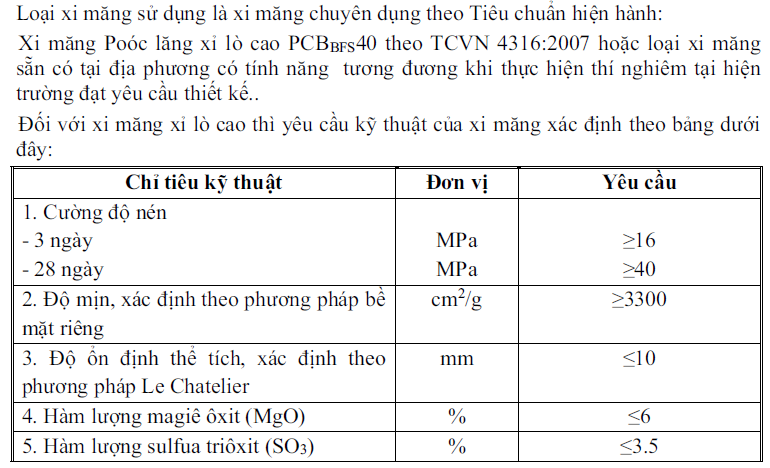 Loại xi măng sử dụng là xi măng chuyên dụng theo Tiêu chuẩn hiện hành:
Xi măng Poóc lăng xỉ lò cao PCBBFS40 theo TCVN 4316:2007 hoặc loại xi măng
sẵn có tại địa phương có tính năng tương đương khi thực hiện thí nghiêm tại hiện
trường đạt yêu cầu thiết kế..
Đối với xi măng xỉ lò cao thì yêu cầu kỹ thuật của xi măng xác định theo bảng dưới
đây:
Chỉ tiêu kỹ thuật Đơn vị Yêu cầu
1. Cường độ nén
- 3 ngày MPa ≥16
- 28 ngày MPa ≥40
2. Độ mịn, xác định theo phương pháp bề cm²/g ≥3300
mặt riêng
3. Độ ổn định thể tích, xác định theo mm ≤10
phương pháp Le Chatelier
4. Hàm lượng magiê ôxit (MgO) % ≤6
5. Hàm lượng sulfua triôxit (SO₃) % ≤3.5